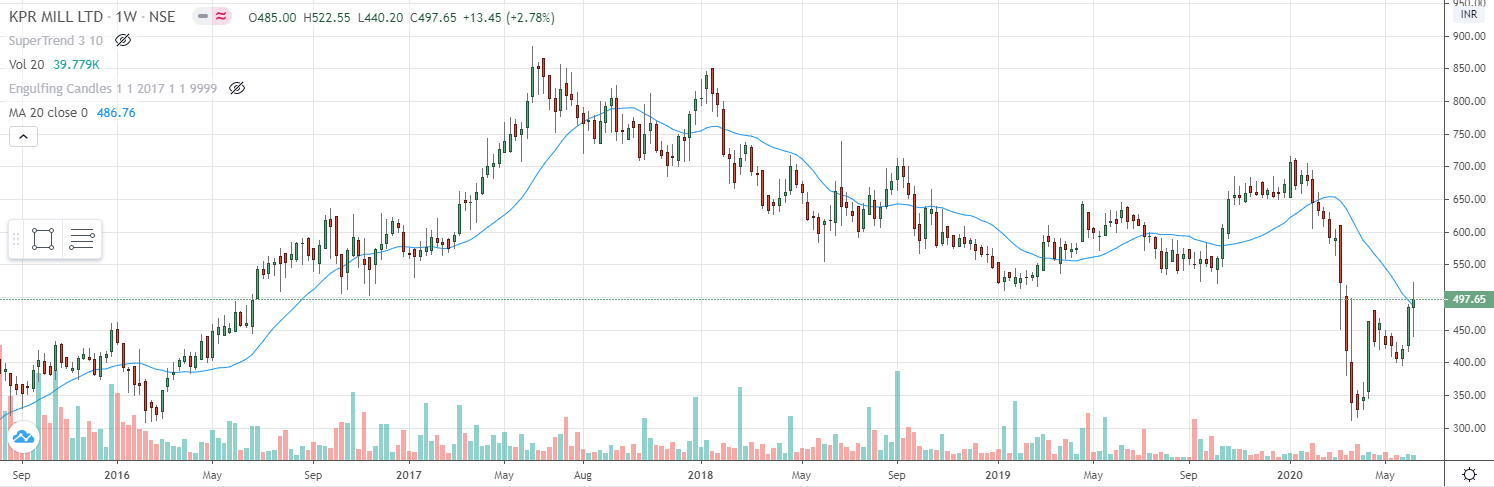 KPR MILL LTD · 1W · NSE O485.00 H522.55 L440.20 C497.65 +13.45 (+2.78%)
SuperTrend 3 10
Vol 20 39.779K
Engulfing Candles 1 1 2017 1 1 9999
MA 20 close 0 486.76
950.00
INR
900.00
850.00
800.00
750.00
700.00
650.00
600.00
550.00
497.65
450.00
400.00
350.00
300.00
Sep 2016 May Sep 2017 May Aug 2018 May Sep 2019 May Sep 2020 May